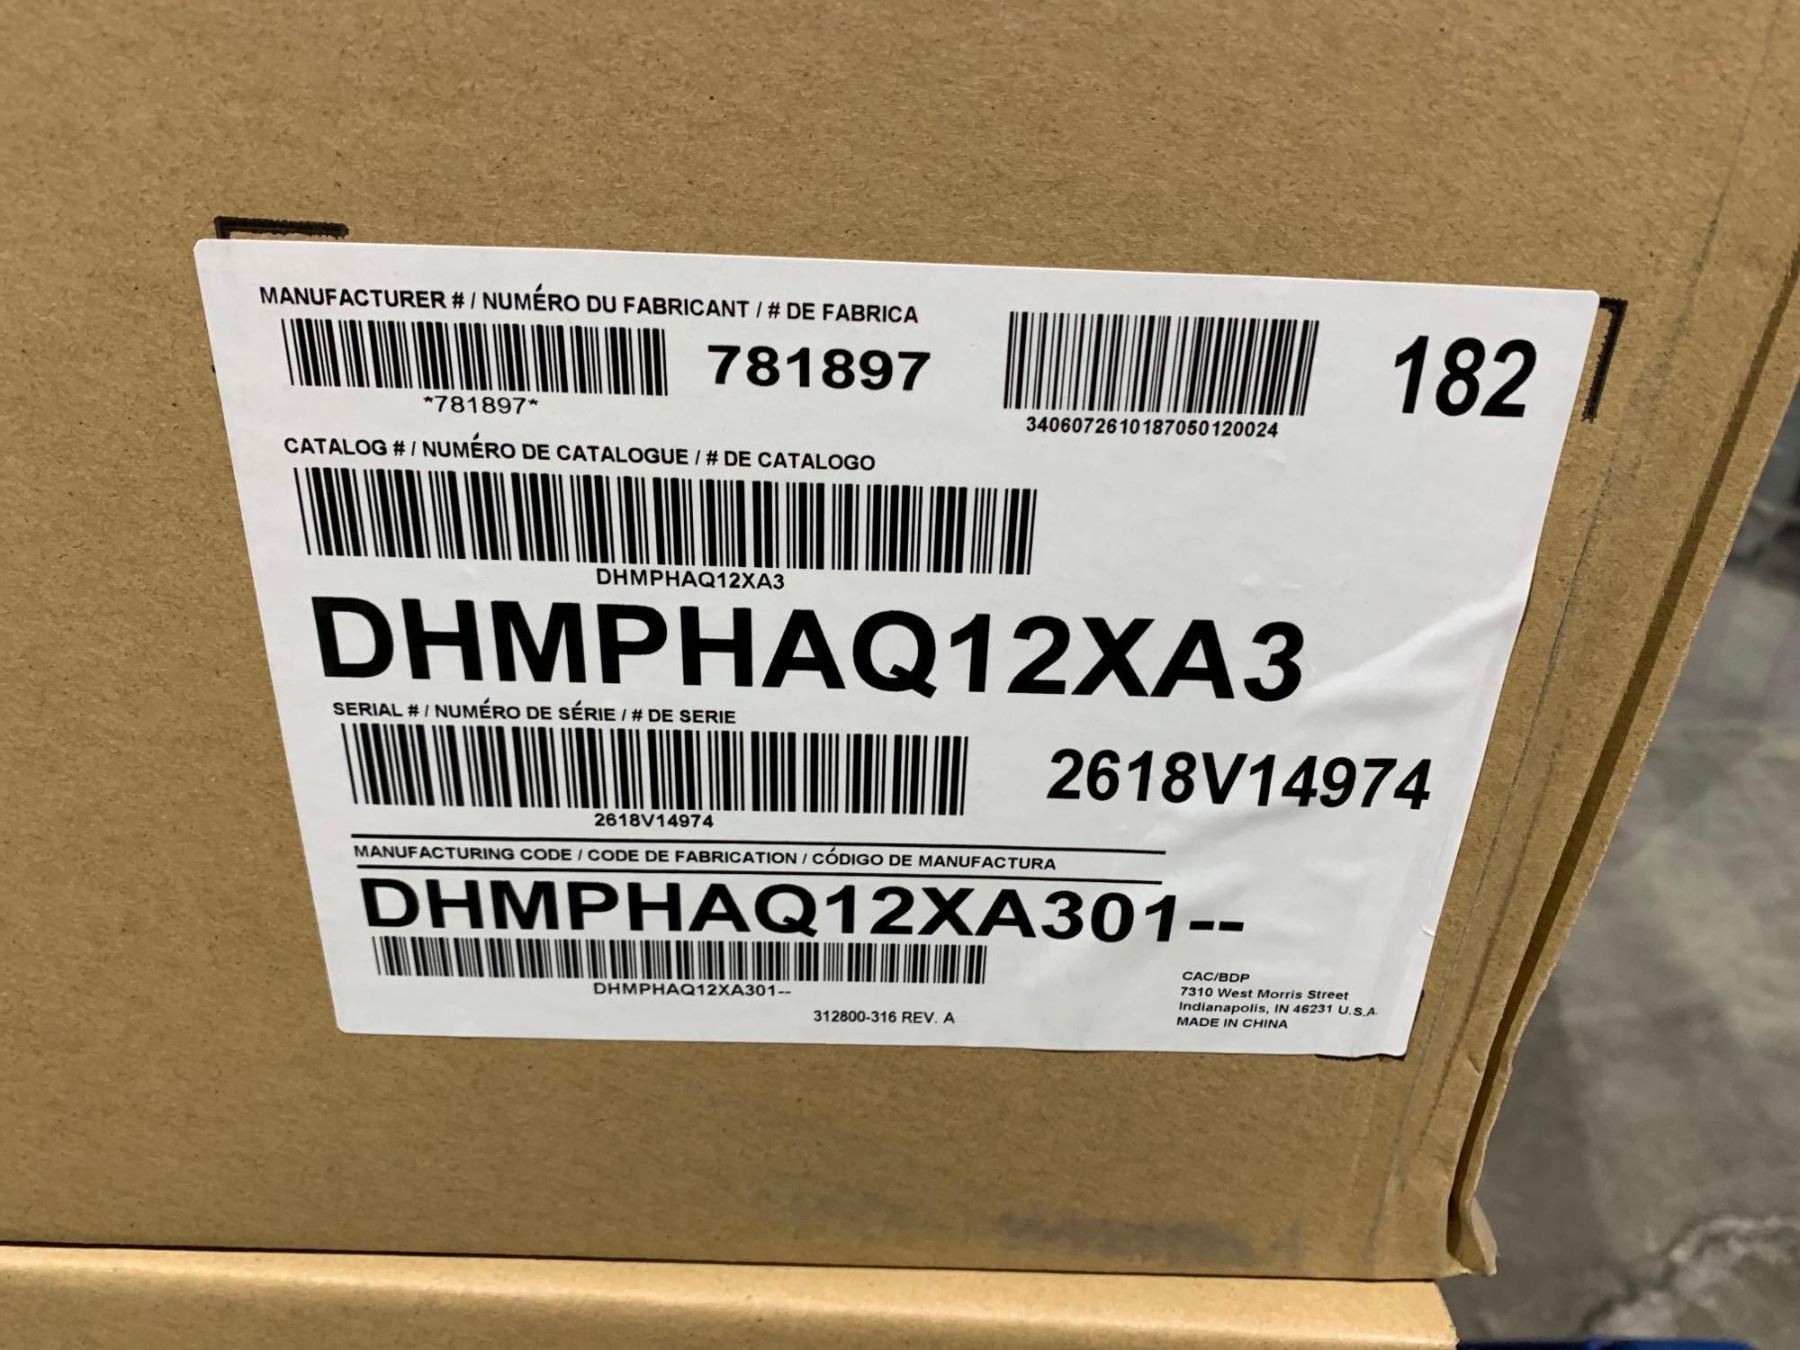 MANUFACTURER # / NUMÉRO DU FABRICANT / # DE FABRICA
781897
*781897*
34060726101870501200​24
182
CATALOG # / NUMÉRO DE CATALOGUE / # DE CATALOGO
DHMPHAQ12XA3
DHMPHAQ12XA3
SERIAL # / NUMÉRO DE SÉRIE / # DE SERIE
2618V14974
2618V14974
MANUFACTURING CODE / CODE DE FABRICATION / CÓDIGO DE MANUFACTURA
DHMPHAQ12XA301--
DHMPHAQ12XA301--
312800-316 REV. A
CAC/BDP
7310 West Morris Street
Indianapolis, IN 46231 U.S.A.
MADE IN CHINA